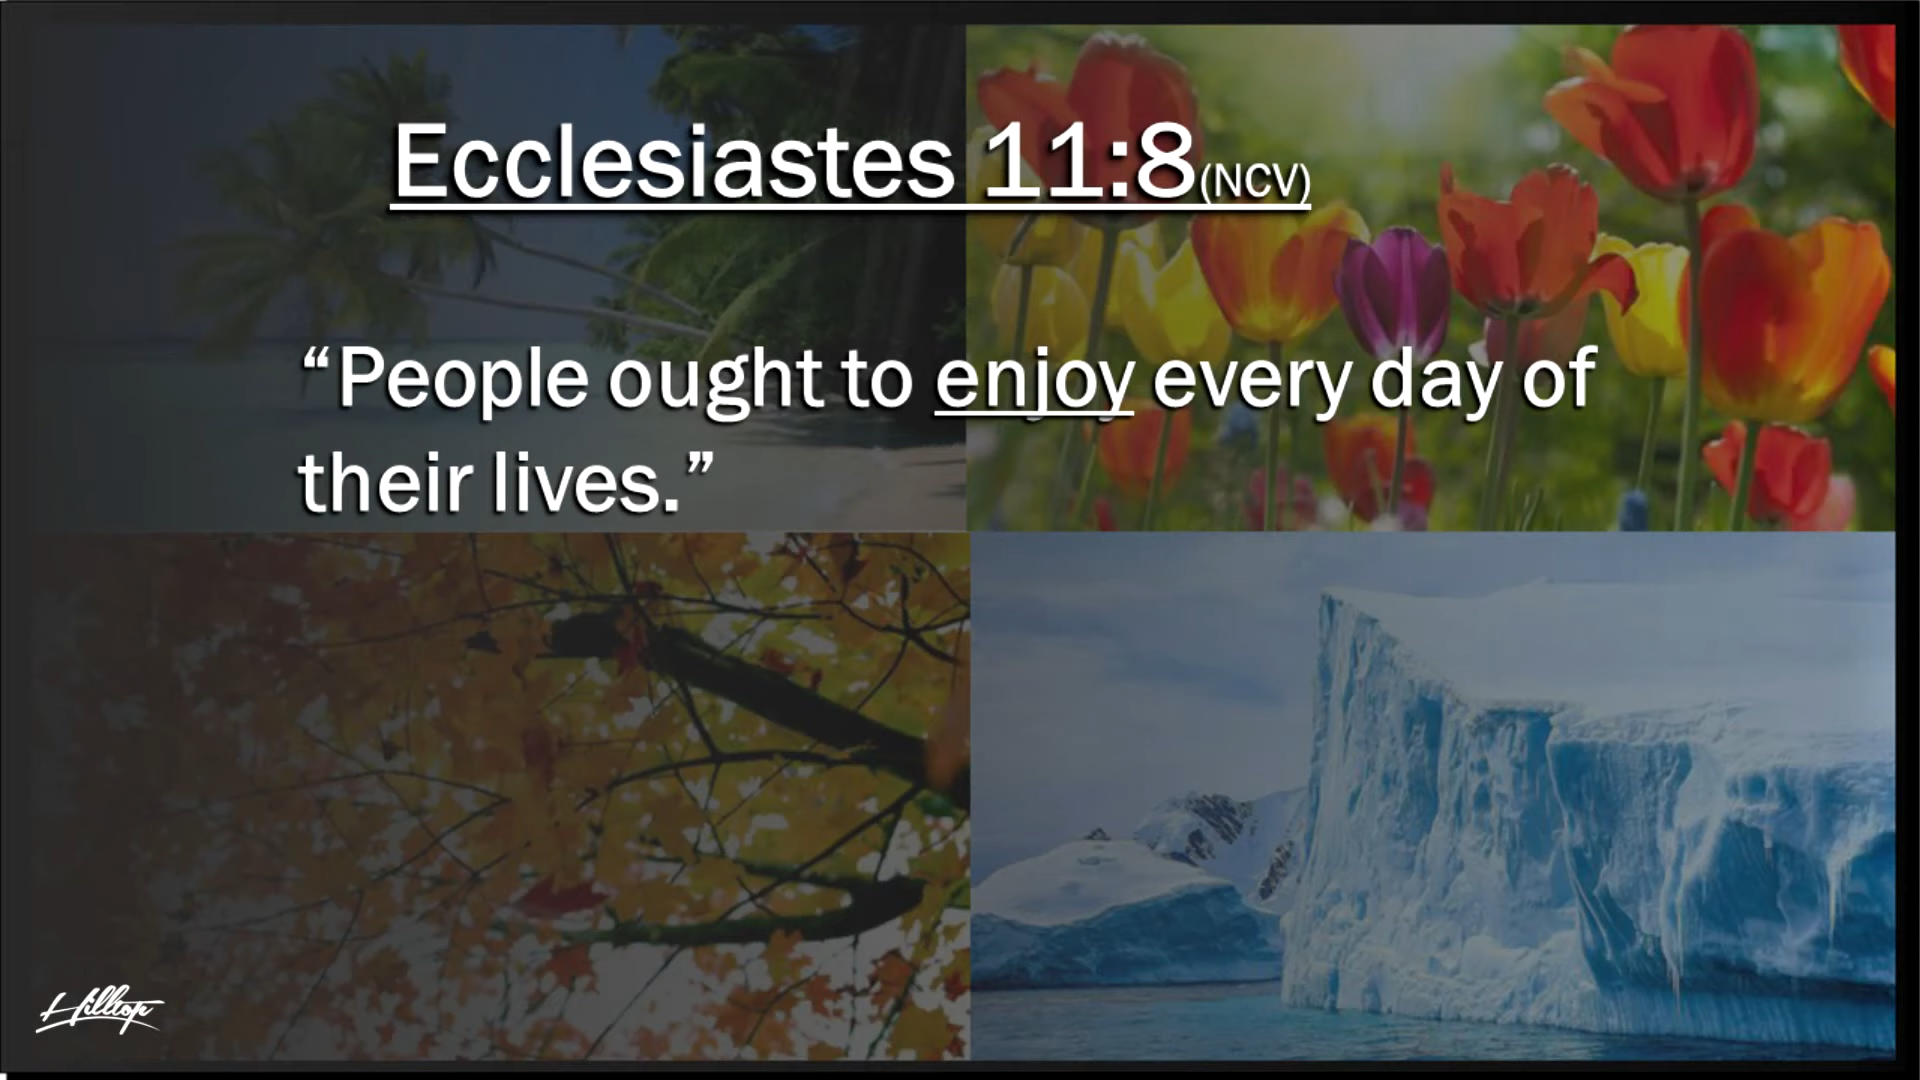 Ecclesiastes 11:8(NCV)
“People ought to enjoy every day of
their lives.”
Hilltop